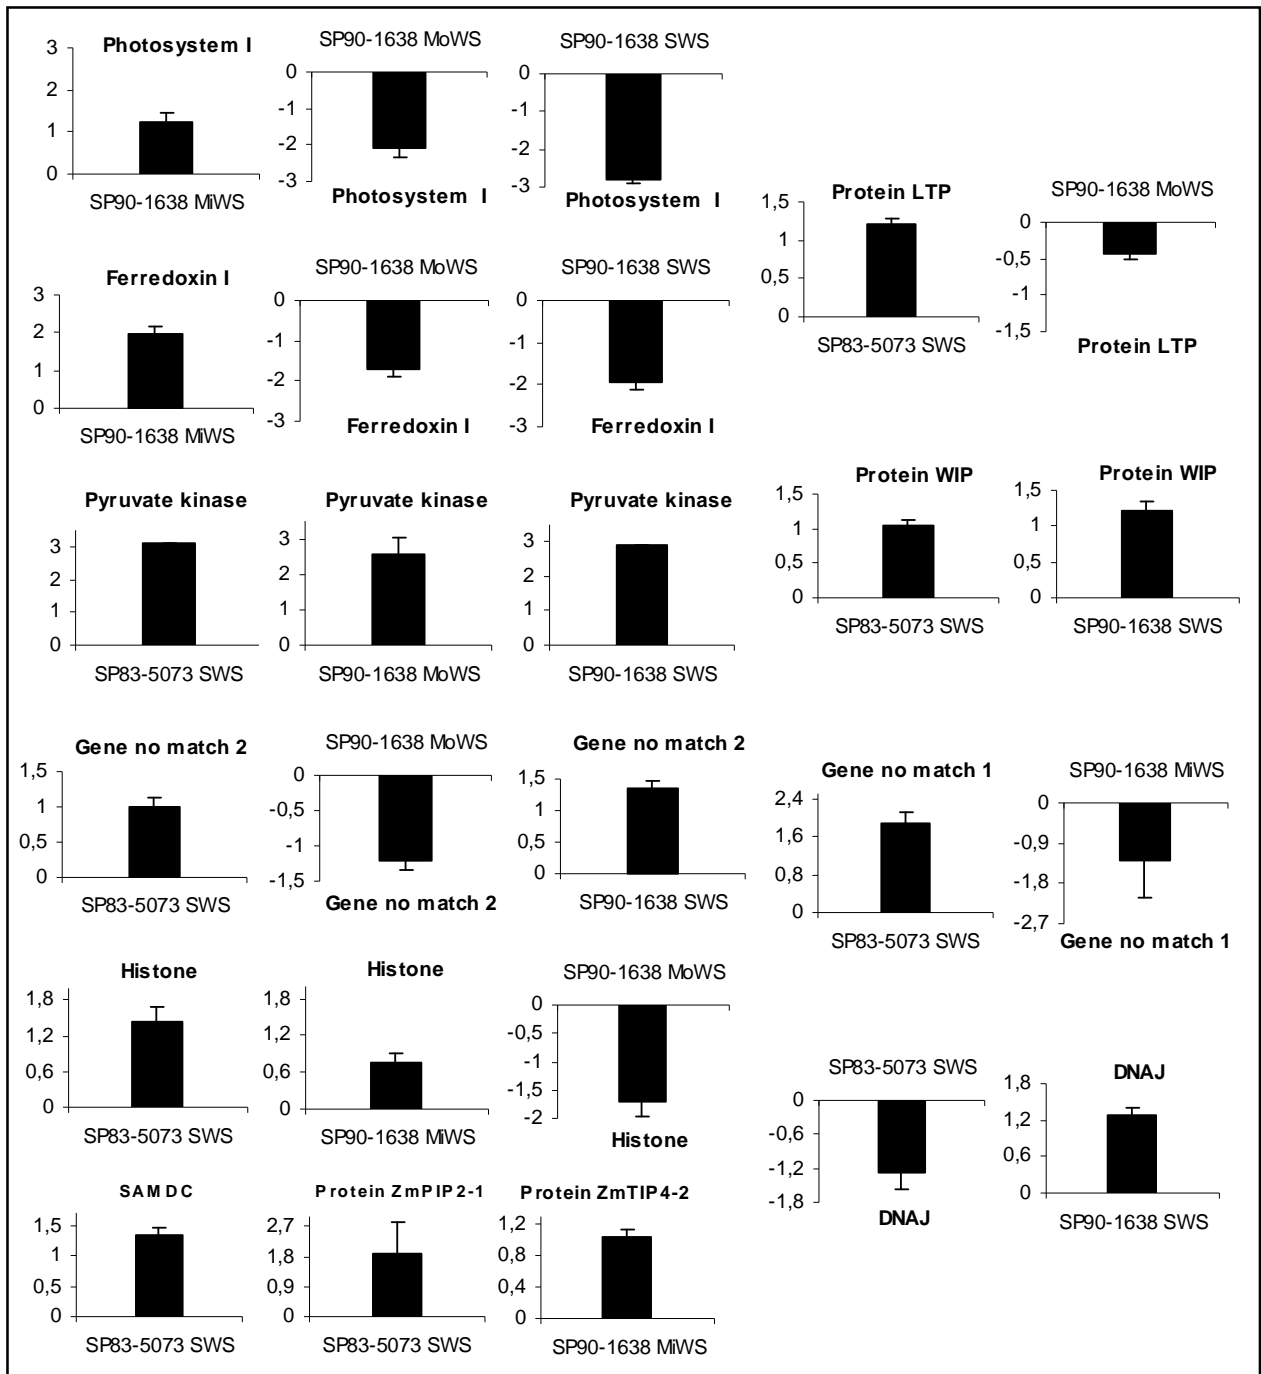 Photosystem I
3
2
1
0
SP90-1638 MiWS
SP90-1638 MoWS
0
-1
-2
-3
Photosystem I
SP90-1638 SWS
0
-1
-2
-3
Photosystem I
Protein LTP
1,5
1
0,5
0
SP83-5073 SWS
SP90-1638 MoWS
0
-0,5
-1
-1,5
Protein LTP
Ferredoxin I
3
2
1
0
SP90-1638 MiWS
SP90-1638 MoWS
0
-1
-2
-3
Ferredoxin I
SP90-1638 SWS
0
-1
-2
-3
Ferredoxin I
Pyruvate kinase
3
2
1
0
SP83-5073 SWS
Pyruvate kinase
3
2
1
0
SP90-1638 MoWS
Pyruvate kinase
3
2
1
0
SP90-1638 SWS
Protein WIP
1,5
1
0,5
0
SP83-5073 SWS
Protein WIP
1,5
1
0,5
0
SP90-1638 SWS
Gene no match 2
1,5
1
0,5
0
SP83-5073 SWS
SP90-1638 MoWS
0
-0,5
-1
-1,5
Gene no match 2
Gene no match 2
1,5
1
0,5
0
SP90-1638 SWS
Gene no match 1
2,4
1,6
0,8
0
SP83-5073 SWS
SP90-1638 MiWS
0
-0,9
-1,8
-2,7
Gene no match 1
Histone
1,8
1,2
0,6
0
SP83-5073 SWS
Histone
1,8
1,2
0,6
0
SP90-1638 MiWS
SP90-1638 MoWS
0
-0,5
-1
-1,5
-2
Histone
SP83-5073 SWS
0
-0,6
-1,2
-1,8
DNAJ
DNAJ
1,8
1,2
0,6
0
SP90-1638 SWS
SAMDC
1,5
1
0,5
0
SP83-5073 SWS
Protein ZmPIP2-1
2,7
1,8
0,9
0
SP83-5073 SWS
Protein ZmTIP4-2
1,2
0,8
0,4
0
SP90-1638 MiWS